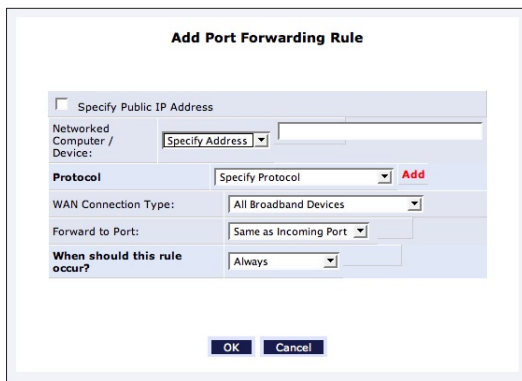 Add Port Forwarding Rule
Specify Public IP Address
Networked
Computer /
Device:
Specify Address
Protocol
Specify Protocol
Add
WAN Connection Type:
All Broadband Devices
Forward to Port:
Same as Incoming Port
When should this rule
occur?
Always
OK
Cancel